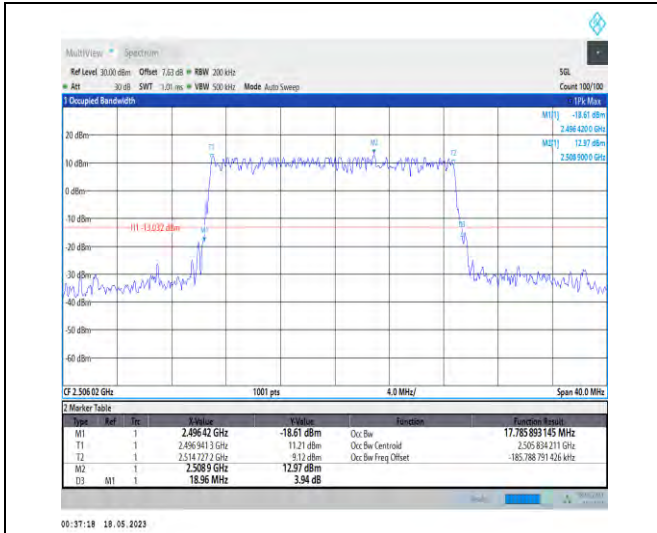 MultiView Spectrum
Ref Level 30.00 dBm Offset 7.63 dB RBW 200 kHz SGL
Att 30 dB SWT 1.01 ms VBW 500 kHz Mode Auto Sweep Count 100/100
1 Occupied Bandwidth 1Pk Max
M1[1] -18.61 dBm
2.496 420 0 GHz
M2[1] 12.97 dBm
2.508 900 0 GHz
20 dBm
T1 M2 T2
10 dBm
0 dBm
-10 dBm
H1 -13.032 dBm M1 D3
-20 dBm
-30 dBm
-40 dBm
-50 dBm
-60 dBm
CF 2.506 02 GHz 1001 pts 4.0 MHz/ Span 40.0 MHz
2 Marker Table
Type Ref Trc X-Value Y-Value Function Function Result
M1 1 2.496 42 GHz -18.61 dBm Occ Bw 17.785 893 145 MHz
T1 1 2.496 941 3 GHz 11.21 dBm Occ Bw Centroid 2.505 834 211 GHz
T2 1 2.514 727 2 GHz 9.12 dBm Occ Bw Freq Offset -185.788 791 426 kHz
M2 1 2.508 9 GHz 12.97 dBm
D3 M1 1 18.96 MHz 3.94 dB
00:37:18 18.05.2023